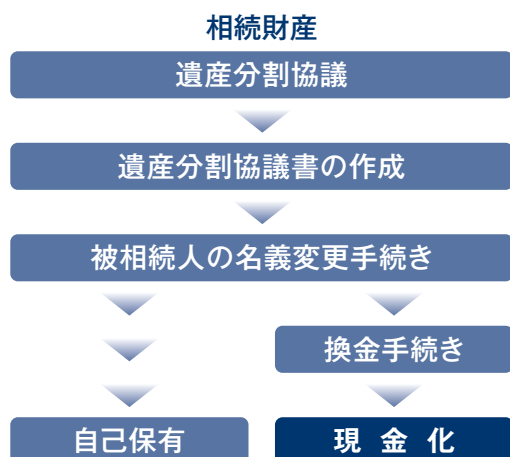 相続財産
遺産分割協議
遺産分割協議書の作成
被相続人の名義変更手続き
換金手続き
自己保有
現金化